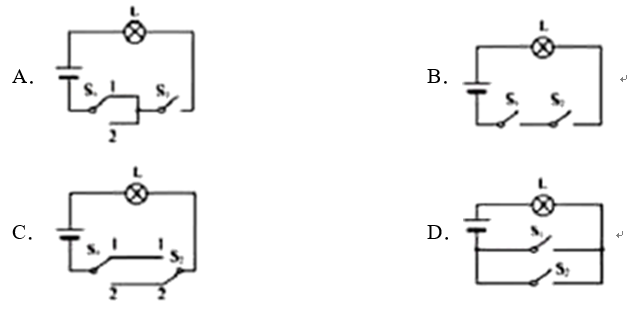 A.
L
S₁ 1 S₂
2
B. ↵
L
S₁ S₂
C.
L
S₁ 1 1 S₂
2 2
D. ↵
L
S₁
S₂